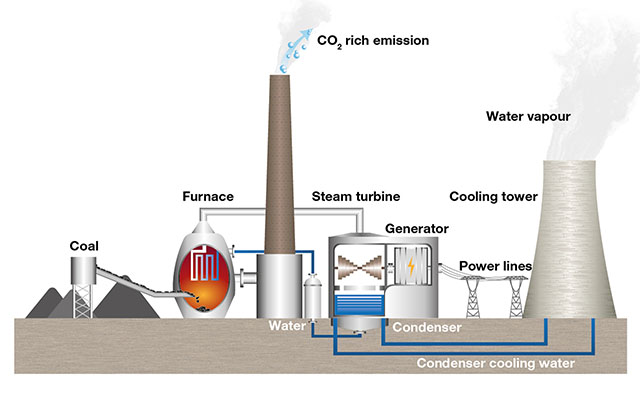 CO2 rich emission
Water vapour
Furnace
Steam turbine
Cooling tower
Generator
Coal
Power lines
Water
Condenser
Condenser cooling water